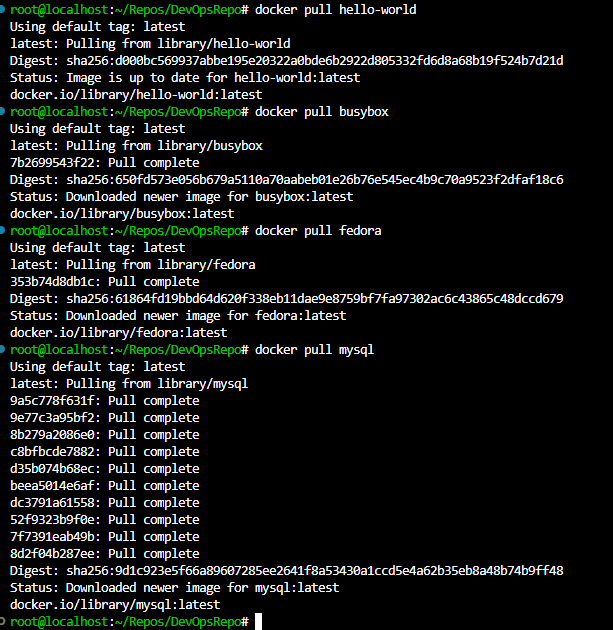 root@localhost:~/Repos/DevOpsRepo# docker pull hello-world
Using default tag: latest
latest: Pulling from library/hello-world
Digest: sha256:d000bc569937abbe195e20322a0bde6b2922d805332fd6d8a68b19f524b7d21d
Status: Image is up to date for hello-world:latest
docker.io/library/hello-world:latest
root@localhost:~/Repos/DevOpsRepo# docker pull busybox
Using default tag: latest
latest: Pulling from library/busybox
7b2699543f22: Pull complete
Digest: sha256:650fd573e056b679a5110a70aabeb01e26b76e545ec4b9c70a9523f2dfaf18c6
Status: Downloaded newer image for busybox:latest
docker.io/library/busybox:latest
root@localhost:~/Repos/DevOpsRepo# docker pull fedora
Using default tag: latest
latest: Pulling from library/fedora
353b74d8db1c: Pull complete
Digest: sha256:61864fd19bbd64d620f338eb11dae9e8759bf7fa97302ac6c43865c48dccd679
Status: Downloaded newer image for fedora:latest
docker.io/library/fedora:latest
root@localhost:~/Repos/DevOpsRepo# docker pull mysql
Using default tag: latest
latest: Pulling from library/mysql
9a5c778f631f: Pull complete
9e77c3a95bf2: Pull complete
8b279a2086e0: Pull complete
c8bfbcde7882: Pull complete
d35b074b68ec: Pull complete
beea5014e6af: Pull complete
dc3791a61558: Pull complete
52f9323b9f0e: Pull complete
7f7391eab49b: Pull complete
8d2f04b287ee: Pull complete
Digest: sha256:9d1c923e5f66a89607285ee2641f8a53430a1ccd5e4a62b35eb8a48b74b9ff48
Status: Downloaded newer image for mysql:latest
docker.io/library/mysql:latest
root@localhost:~/Repos/DevOpsRepo#